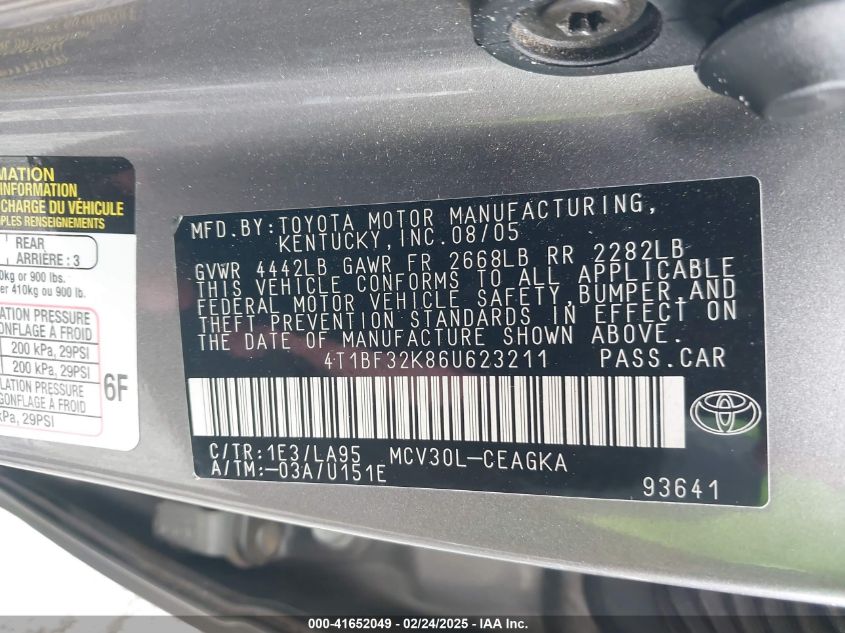 MATION
INFORMATION
CHARGE DU VÉHICULE
PLES RENSEIGNEMENTS
REAR
ARRIÈRE : 3
0kg or 900 lbs.
er 410kg ou 900 lb.
TION PRESSURE
ONFLAGE À FROID
200 kPa, 29PSI
200 kPa, 29PSI
LATION PRESSURE
GONFLAGE À FROID
kPa, 29PSI
6F
MFD.BY:TOYOTA MOTOR MANUFACTURING,
KENTUCKY,INC.08/05
GVWR 4442LB GAWR FR 2668LB RR 2282LB
THIS VEHICLE CONFORMS TO ALL APPLICABLE
FEDERAL MOTOR VEHICLE SAFETY,BUMPER,AND
THEFT PREVENTION STANDARDS IN EFFECT ON
THE DATE OF MANUFACTURE SHOWN ABOVE.
4T1BF32K86U623211 PASS.CAR
C/TR:1E3/LA95 MCV30L-CEAGKA
A/TM:-03A/U151E
93641
000-41652049 / 02/24/2025 / IAA Inc.